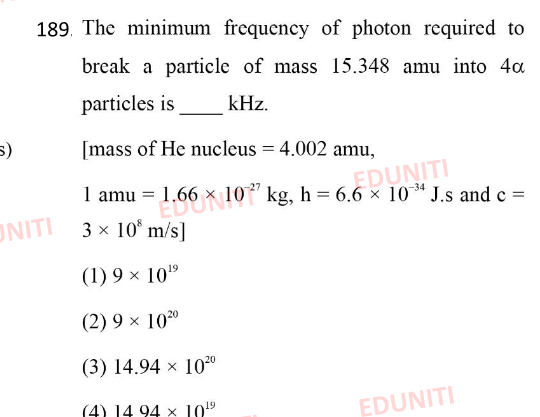 189. The minimum frequency of photon required to
break a particle of mass 15.348 amu into 4α
particles is ____ kHz.
s)
[mass of He nucleus = 4.002 amu,
EDUNITI
1 amu = 1.66 × 10⁻²⁷ kg, h = 6.6 × 10⁻³⁴ J.s and c =
EDUNITI
UNITI
3 × 10⁸ m/s]
(1) 9 × 10¹⁹
(2) 9 × 10²⁰
(3) 14.94 × 10²⁰
(4) 14.94 × 10¹⁹
EDUNITI